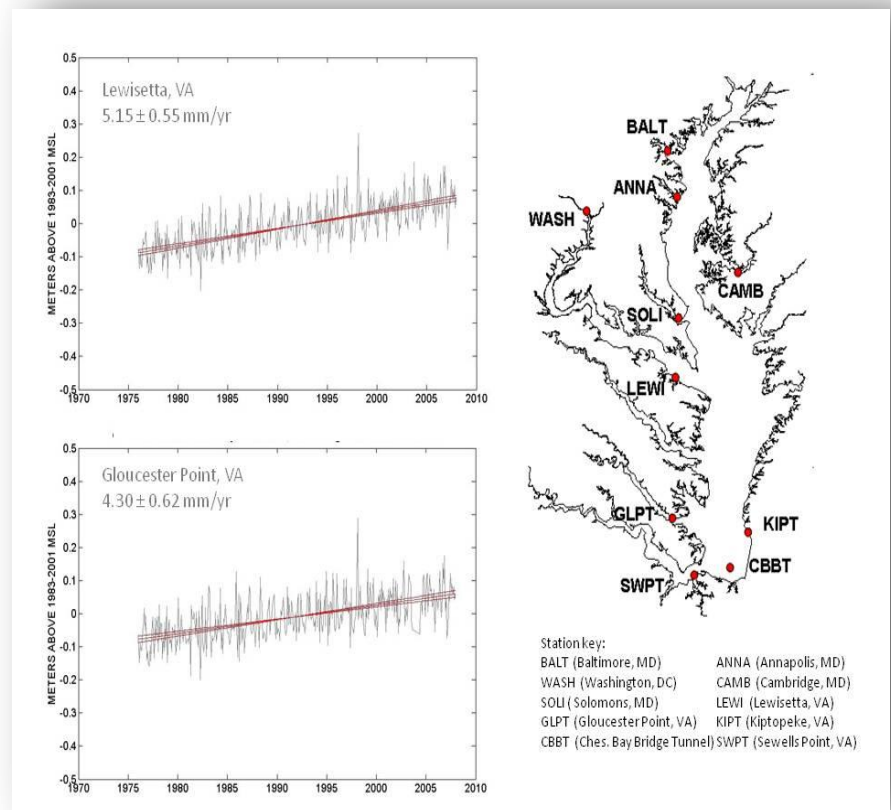 Lewisetta, VA
5.15 ± 0.55 mm/yr
METERS ABOVE 1983-2001 MSL
0.5
0.4
0.3
0.2
0.1
0
-0.1
-0.2
-0.3
-0.4
-0.5
1970 1975 1980 1985 1990 1995 2000 2005 2010
Gloucester Point, VA
4.30 ± 0.62 mm/yr
METERS ABOVE 1983-2001 MSL
0.5
0.4
0.3
0.2
0.1
0
-0.1
-0.2
-0.3
-0.4
-0.5
1970 1975 1980 1985 1990 1995 2000 2005 2010
BALT
ANNA
WASH
CAMB
SOLI
LEWI
GLPT
KIPT
CBBT
SWPT
Station key:
BALT (Baltimore, MD) ANNA (Annapolis, MD)
WASH (Washington, DC) CAMB (Cambridge, MD)
SOLI ( Solomons, MD) LEWI (Lewisetta, VA)
GLPT (Gloucester Point, VA) KIPT (Kiptopeke, VA)
CBBT (Ches. Bay Bridge Tunnel) SWPT (Sewells Point, VA)